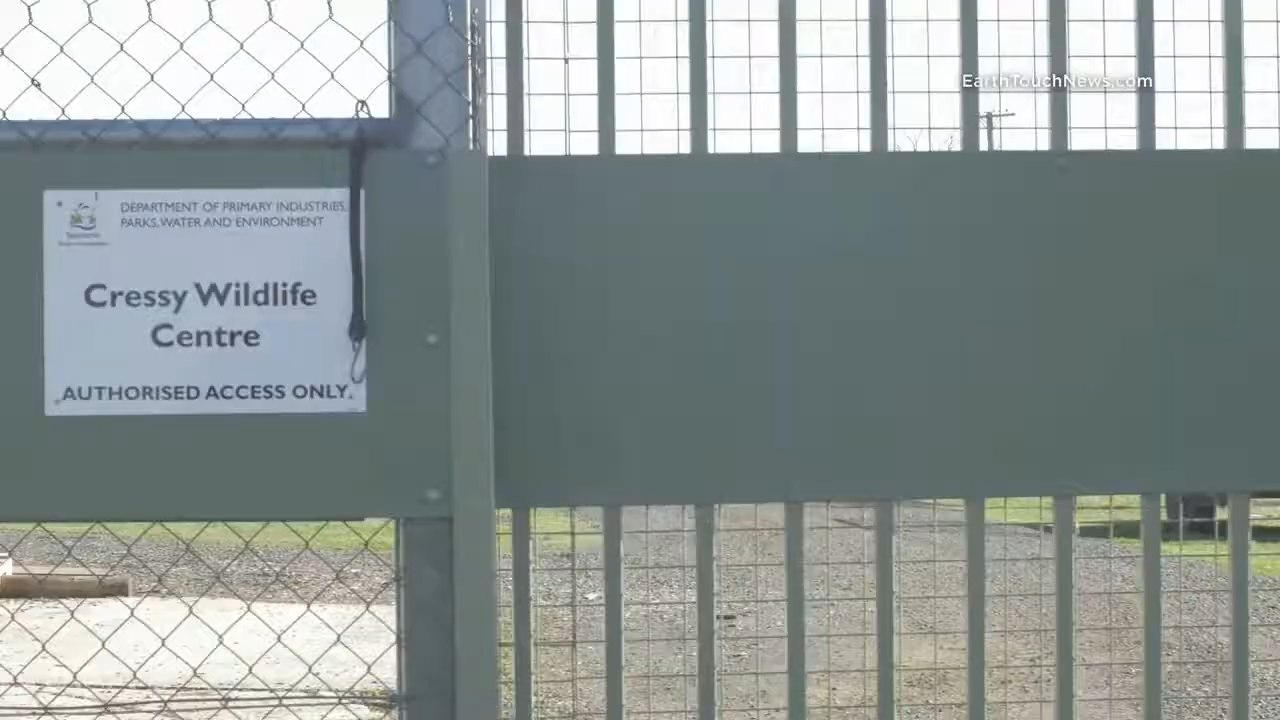 EarthTouchNews.com
DEPARTMENT OF PRIMARY INDUSTRIES,
PARKS, WATER AND ENVIRONMENT
Cressy Wildlife
Centre
AUTHORISED ACCESS ONLY